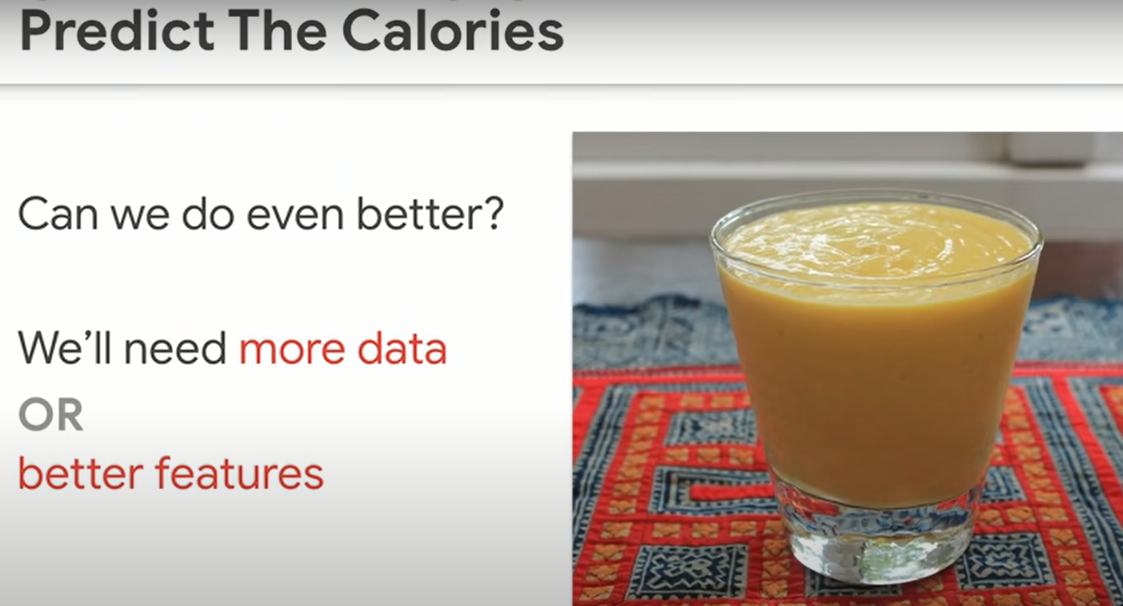 Predict The Calories
Can we do even better?
We'll need more data
OR
better features